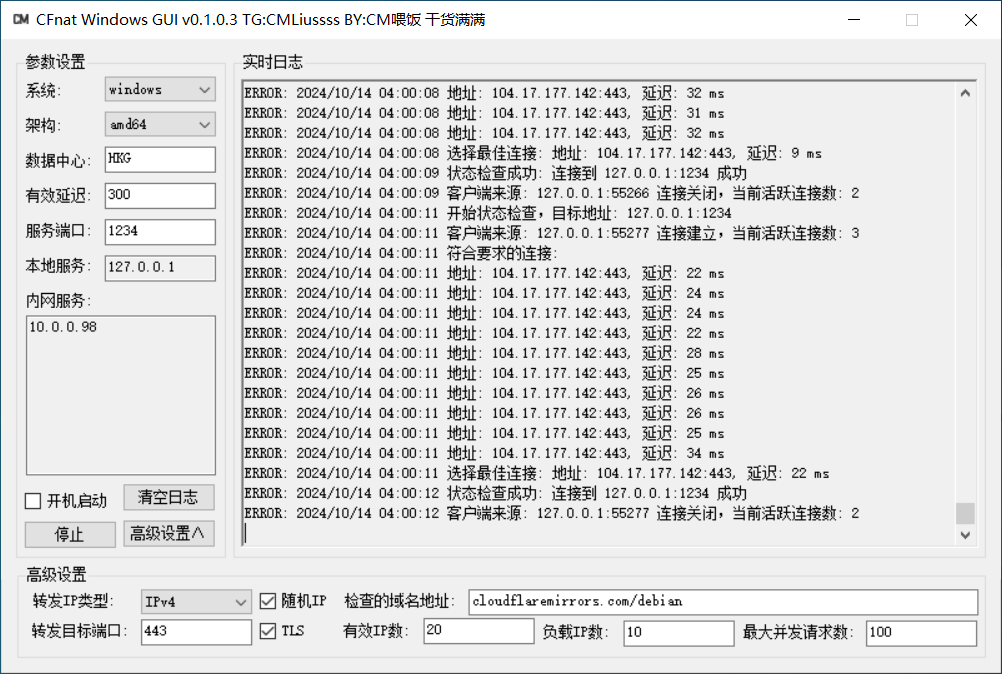 CM CFnat Windows GUI v0.1.0.3 TG:CMLiussss BY:CM喂饭 干货满满
参数设置
系统: windows
架构: amd64
数据中心: HKG
有效延迟: 300
服务端口: 1234
本地服务: 127.0.0.1
内网服务:
10.0.0.98
开机启动 清空日志
停止 高级设置∧
实时日志
ERROR: 2024/10/14 04:00:08 地址: 104.17.177.142:443, 延迟: 32 ms
ERROR: 2024/10/14 04:00:08 地址: 104.17.177.142:443, 延迟: 31 ms
ERROR: 2024/10/14 04:00:08 地址: 104.17.177.142:443, 延迟: 32 ms
ERROR: 2024/10/14 04:00:08 选择最佳连接: 地址: 104.17.177.142:443, 延迟: 9 ms
ERROR: 2024/10/14 04:00:09 状态检查成功: 连接到 127.0.0.1:1234 成功
ERROR: 2024/10/14 04:00:09 客户端来源: 127.0.0.1:55266 连接关闭，当前活跃连接数: 2
ERROR: 2024/10/14 04:00:11 开始状态检查，目标地址: 127.0.0.1:1234
ERROR: 2024/10/14 04:00:11 客户端来源: 127.0.0.1:55277 连接建立，当前活跃连接数: 3
ERROR: 2024/10/14 04:00:11 符合要求的连接:
ERROR: 2024/10/14 04:00:11 地址: 104.17.177.142:443, 延迟: 22 ms
ERROR: 2024/10/14 04:00:11 地址: 104.17.177.142:443, 延迟: 24 ms
ERROR: 2024/10/14 04:00:11 地址: 104.17.177.142:443, 延迟: 24 ms
ERROR: 2024/10/14 04:00:11 地址: 104.17.177.142:443, 延迟: 22 ms
ERROR: 2024/10/14 04:00:11 地址: 104.17.177.142:443, 延迟: 28 ms
ERROR: 2024/10/14 04:00:11 地址: 104.17.177.142:443, 延迟: 25 ms
ERROR: 2024/10/14 04:00:11 地址: 104.17.177.142:443, 延迟: 26 ms
ERROR: 2024/10/14 04:00:11 地址: 104.17.177.142:443, 延迟: 26 ms
ERROR: 2024/10/14 04:00:11 地址: 104.17.177.142:443, 延迟: 25 ms
ERROR: 2024/10/14 04:00:11 地址: 104.17.177.142:443, 延迟: 34 ms
ERROR: 2024/10/14 04:00:11 选择最佳连接: 地址: 104.17.177.142:443, 延迟: 22 ms
ERROR: 2024/10/14 04:00:12 状态检查成功: 连接到 127.0.0.1:1234 成功
ERROR: 2024/10/14 04:00:12 客户端来源: 127.0.0.1:55277 连接关闭，当前活跃连接数: 2
高级设置
转发IP类型: IPv4 随机IP 检查的域名地址: cloudflaremirrors.com/debian
转发目标端口: 443 TLS 有效IP数: 20 负载IP数: 10 最大并发请求数: 100